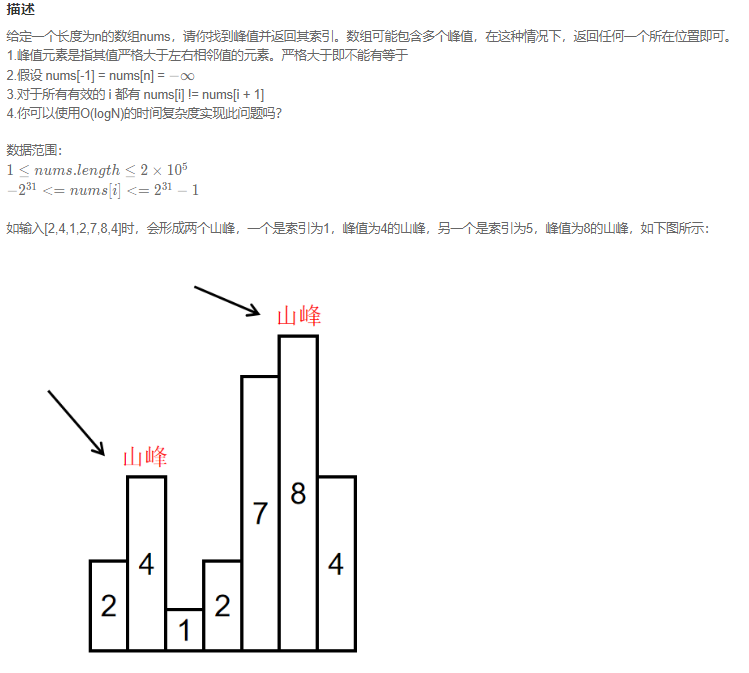 描述
给定一个长度为n的数组nums，请你找到峰值并返回其索引。数组可能包含多个峰值，在这种情况下，返回任何一个所在位置即可。
1.峰值元素是指其值严格大于左右相邻值的元素。严格大于即不能有等于
2.假设 nums[-1] = nums[n] = −∞
3.对于所有有效的 i 都有 nums[i] != nums[i + 1]
4.你可以使用O(logN)的时间复杂度实现此问题吗？
数据范围：
1 ≤ nums.length ≤ 2 × 10⁵
−2³¹ <= nums[i] <= 2³¹ − 1
如输入[2,4,1,2,7,8,4]时，会形成两个山峰，一个是索引为1，峰值为4的山峰，另一个是索引为5，峰值为8的山峰，如下图所示：
山峰
山峰
2
4
1
2
7
8
4